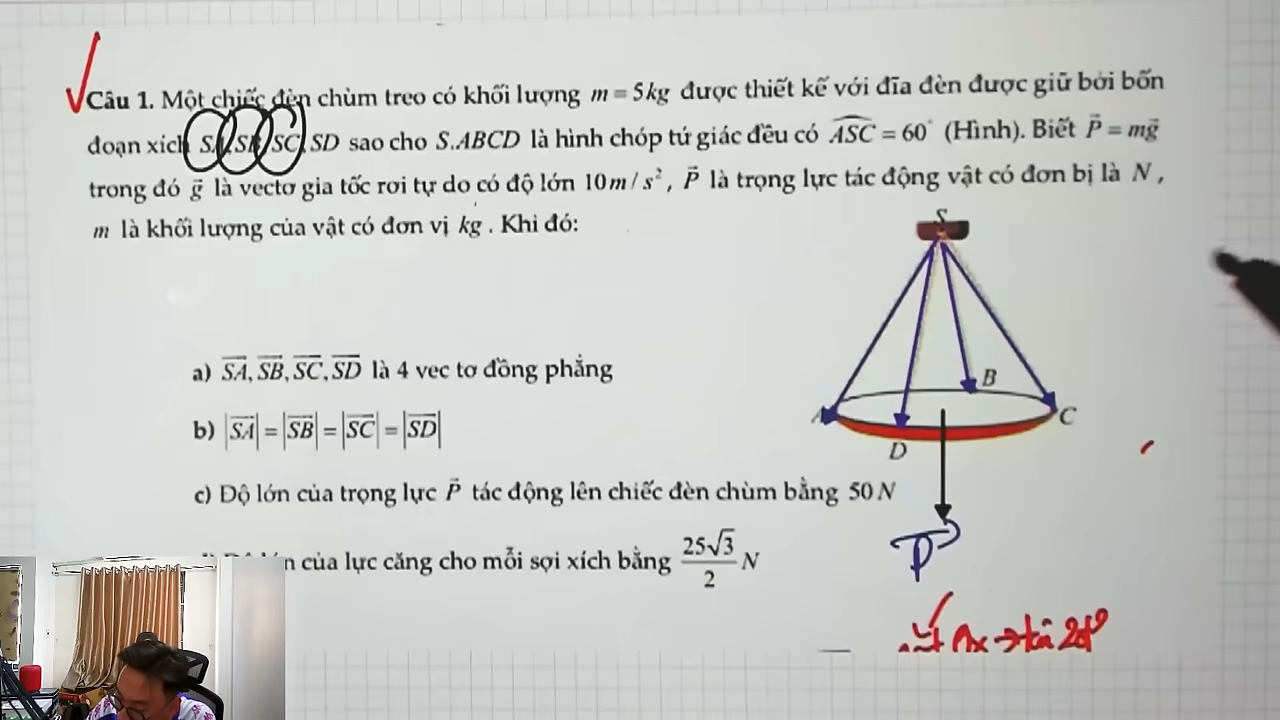 Câu 1. Một chiếc đèn chùm treo có khối lượng m = 5kg được thiết kế với đĩa đèn được giữ bởi bốn
đoạn xích SA, SB, SC, SD sao cho S.ABCD là hình chóp tứ giác đều có ASC = 60° (Hình). Biết P = mg
trong đó g là vectơ gia tốc rơi tự do có độ lớn 10m/s², P là trọng lực tác động vật có đơn bị là N,
m là khối lượng của vật có đơn vị kg. Khi đó:
S
a) SA, SB, SC, SD là 4 vec tơ đồng phẳng
B
A
C
b) |SA| = |SB| = |SC| = |SD|
D
c) Độ lớn của trọng lực P tác động lên chiếc đèn chùm bằng 50N
P
của lực căng cho mỗi sợi xích bằng 25√3/2 N